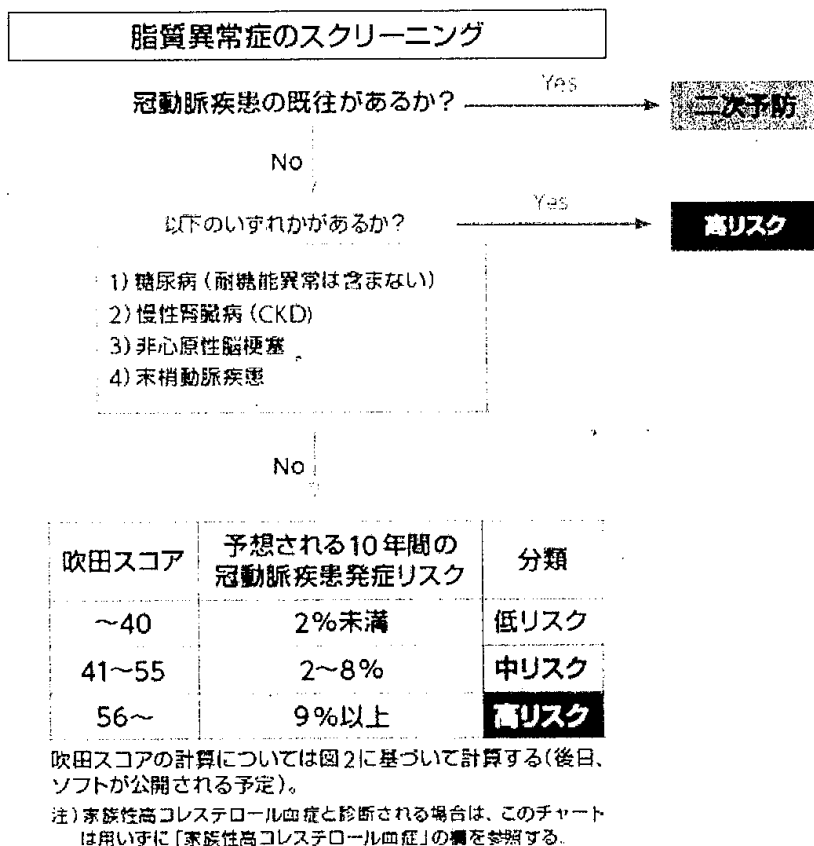 脂質異常症のスクリーニング
冠動脈疾患の既往があるか?
Yes
二次予防
No
以下のいずれかがあるか?
Yes
高リスク
1)糖尿病(耐糖能異常は含まない)
2)慢性腎臓病(CKD)
3)非心原性脳梗塞
4)末梢動脈疾患
No
吹田スコア 予想される10年間の 分類
冠動脈疾患発症リスク
～40 2%未満 低リスク
41～55 2～8% 中リスク
56～ 9%以上 高リスク
吹田スコアの計算については図2に基づいて計算する(後日、
ソフトが公開される予定)。
注)家族性高コレステロール血症と診断される場合は、このチャート
は用いずに「家族性高コレステロール血症」の欄を参照する。